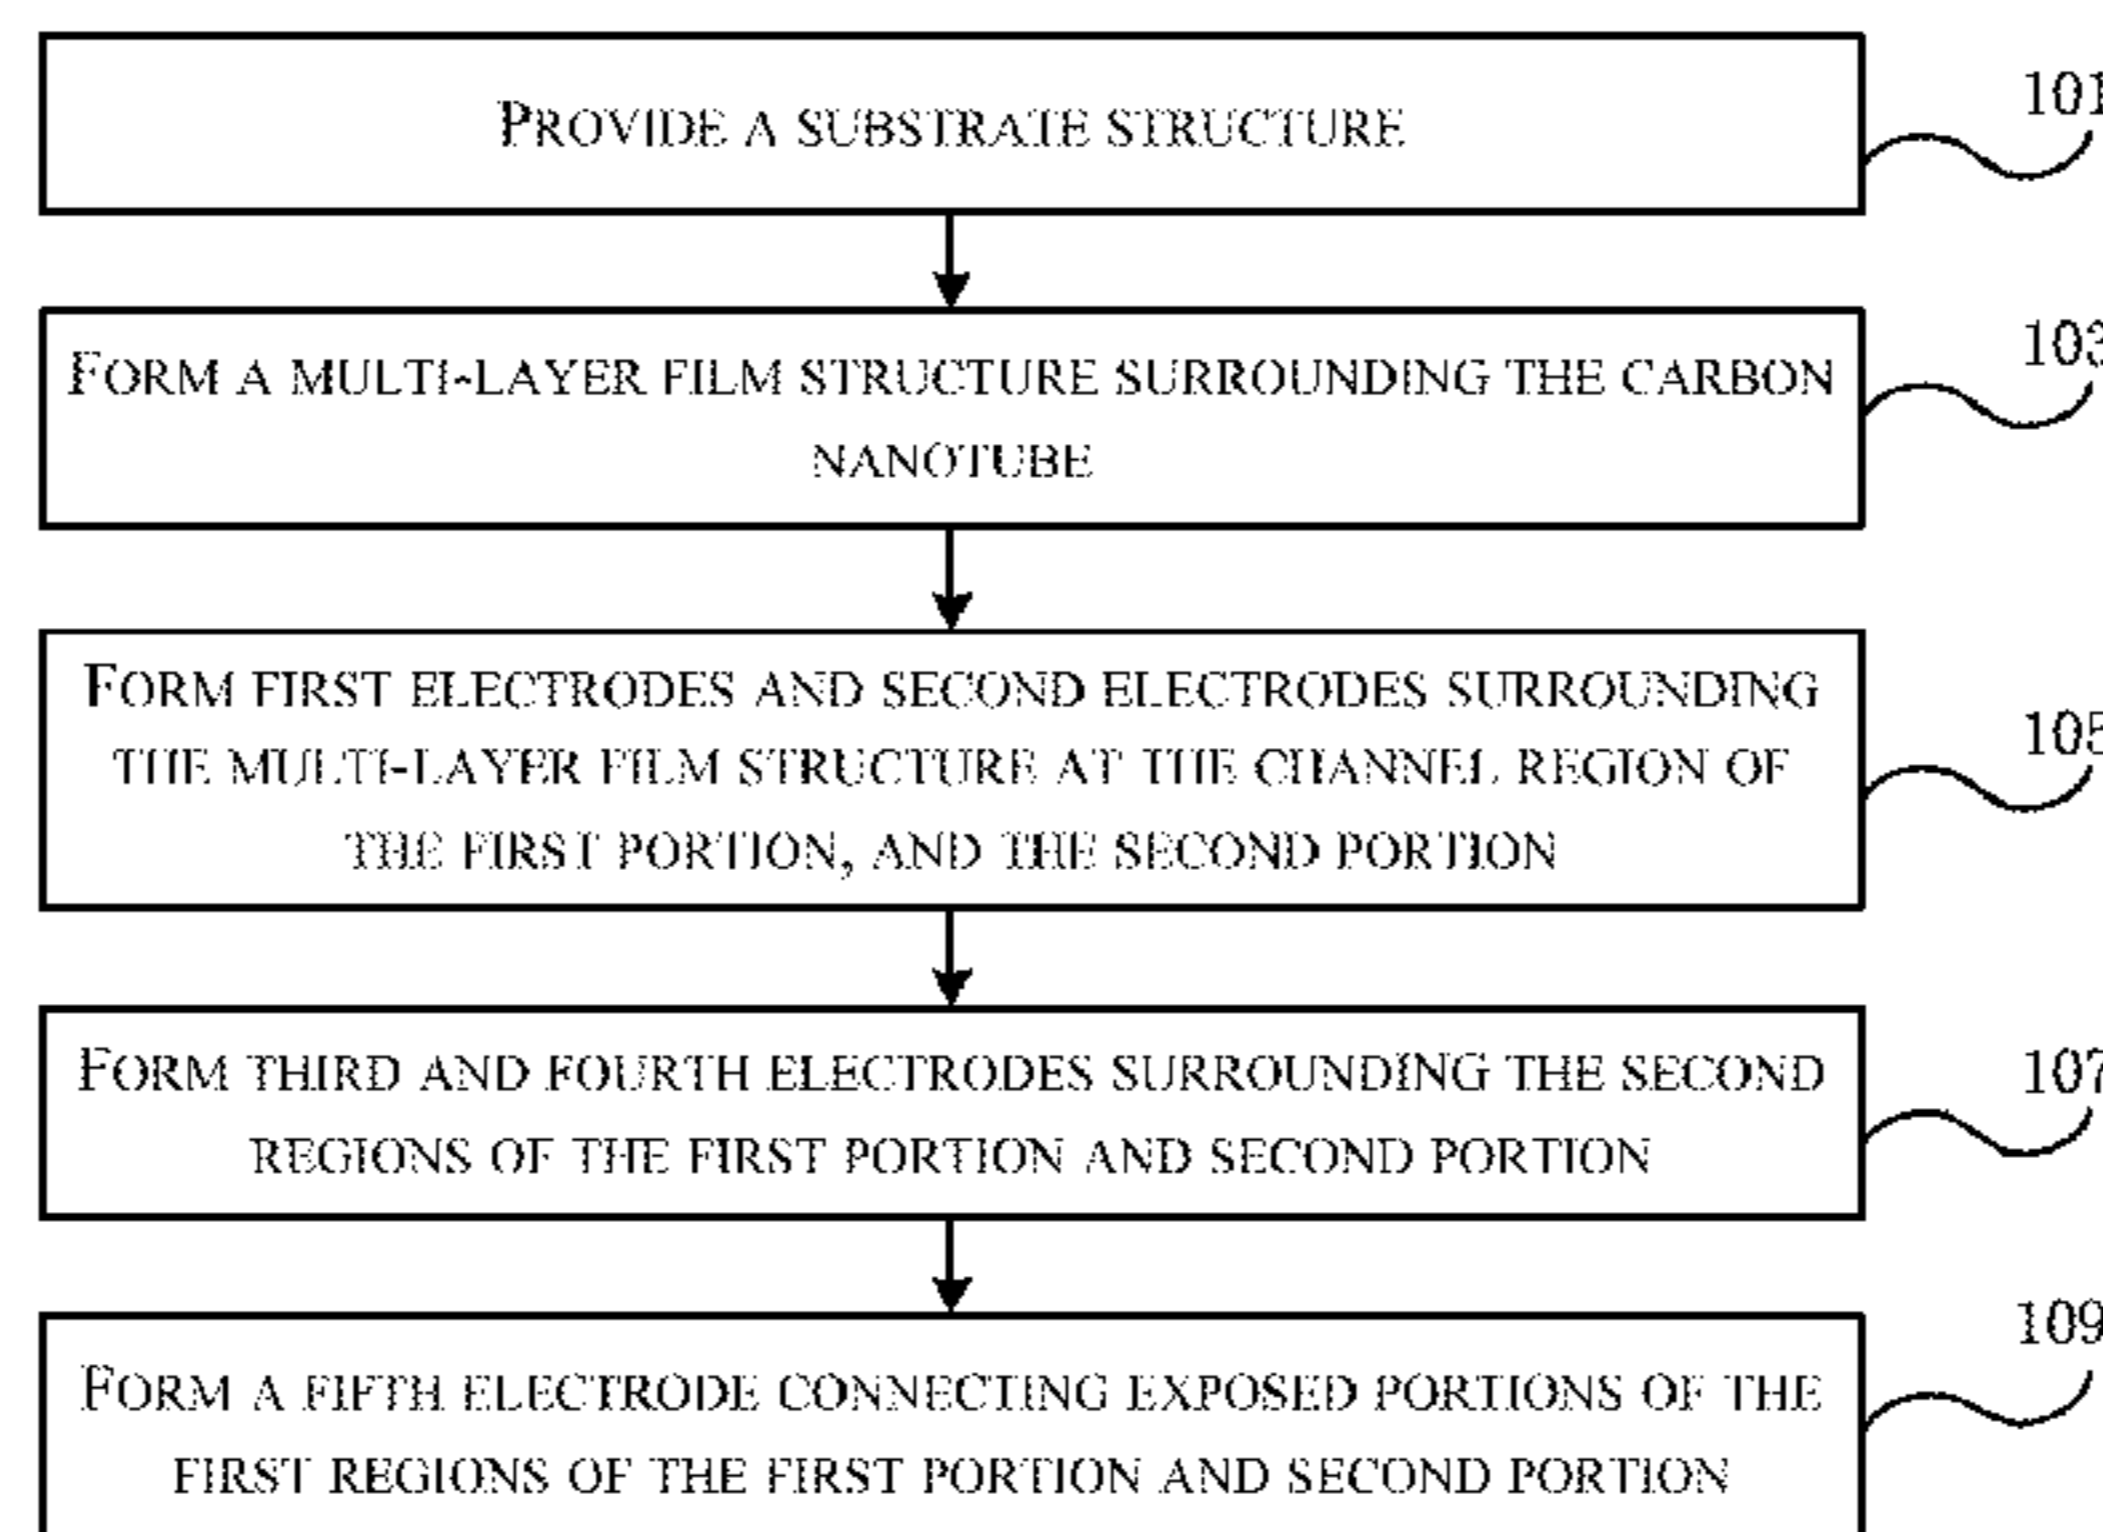 PROVIDE A SUBSTRATE STRUCTURE
101
FORM A MULTI-LAYER FILM STRUCTURE SURROUNDING THE CARBON
NANOTUBE
103
FORM FIRST ELECTRODES AND SECOND ELECTRODES SURROUNDING
THE MULTI-LAYER FILM STRUCTURE AT THE CHANNEL REGION OF
THE FIRST PORTION, AND THE SECOND PORTION
105
FORM THIRD AND FOURTH ELECTRODES SURROUNDING THE SECOND
REGIONS OF THE FIRST PORTION AND SECOND PORTION
107
FORM A FIFTH ELECTRODE CONNECTING EXPOSED PORTIONS OF THE
FIRST REGIONS OF THE FIRST PORTION AND SECOND PORTION
109